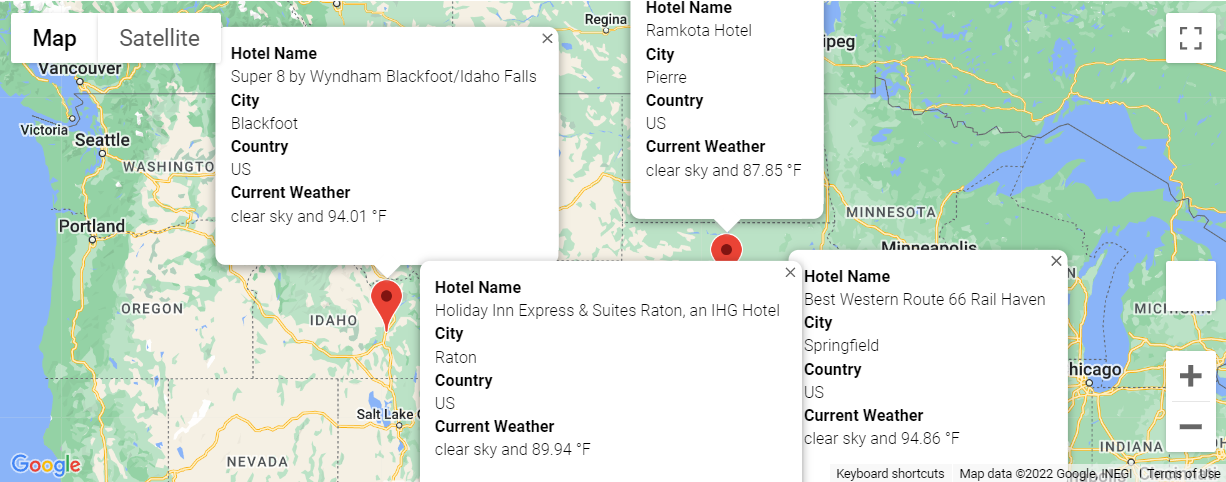 Map
Satellite
Regina
Vancouver
Victoria
Seattle
WASHINGTO
Portland
OREGON
IDAHO
Salt Lake
NEVADA
Hotel Name
Super 8 by Wyndham Blackfoot/Idaho Falls
City
Blackfoot
Country
US
Current Weather
clear sky and 94.01 °F
Hotel Name
Ramkota Hotel
City
Pierre
Country
US
Current Weather
clear sky and 87.85 °F
ipeg
MINNESOTA
Minneapolis
Hotel Name
Holiday Inn Express & Suites Raton, an IHG Hotel
City
Raton
Country
US
Current Weather
clear sky and 89.94 °F
Hotel Name
Best Western Route 66 Rail Haven
City
Springfield
Country
US
Current Weather
clear sky and 94.86 °F
MICHIGAN
hicago
INDIANA
Google
Keyboard shortcuts
Map data ©2022 Google, INEGI
Terms of Use